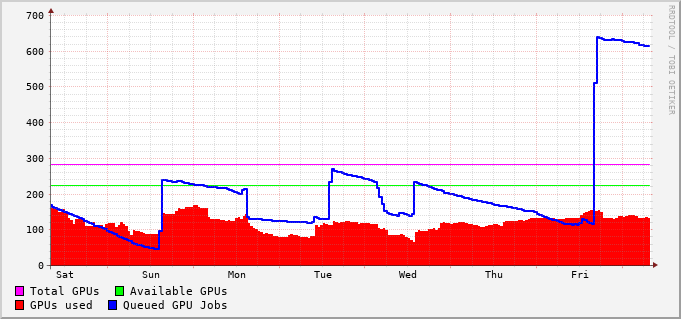 700
600
500
400
300
200
100
0
Sat Sun Mon Tue Wed Thu Fri
Total GPUs Available GPUs
GPUs used Queued GPU Jobs
RRDTOOL / TOBI OETIKER